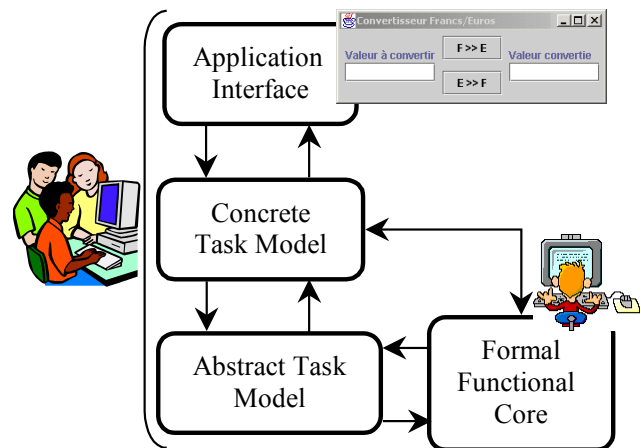 Convertisseur Francs/Euros
Valeur à convertir
F >> E
Valeur convertie
E >> F
Application
Interface
Concrete
Task Model
Abstract Task
Model
Formal
Functional
Core